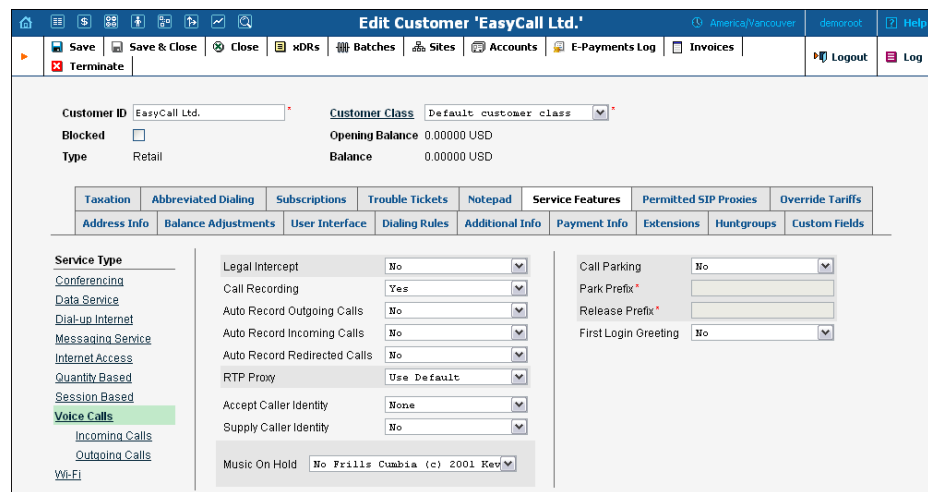 Edit Customer 'EasyCall Ltd.' America/Vancouver demoroot ? Help
Save Save & Close Close xDRs Batches Sites Accounts E-Payments Log Invoices Logout Log
Terminate
Customer ID EasyCall Ltd. * Customer Class Default customer class *
Blocked Opening Balance 0.00000 USD
Type Retail Balance 0.00000 USD
Taxation Abbreviated Dialing Subscriptions Trouble Tickets Notepad Service Features Permitted SIP Proxies Override Tariffs
Address Info Balance Adjustments User Interface Dialing Rules Additional Info Payment Info Extensions Huntgroups Custom Fields
Service Type
Conferencing
Data Service
Dial-up Internet
Messaging Service
Internet Access
Quantity Based
Session Based
Voice Calls
Incoming Calls
Outgoing Calls
Wi-Fi
Legal Intercept No
Call Recording Yes
Auto Record Outgoing Calls No
Auto Record Incoming Calls No
Auto Record Redirected Calls No
RTP Proxy Use Default
Accept Caller Identity None
Supply Caller Identity No
Music On Hold No Frills Cumbia (c) 2001 Kev
Call Parking No
Park Prefix *
Release Prefix *
First Login Greeting No